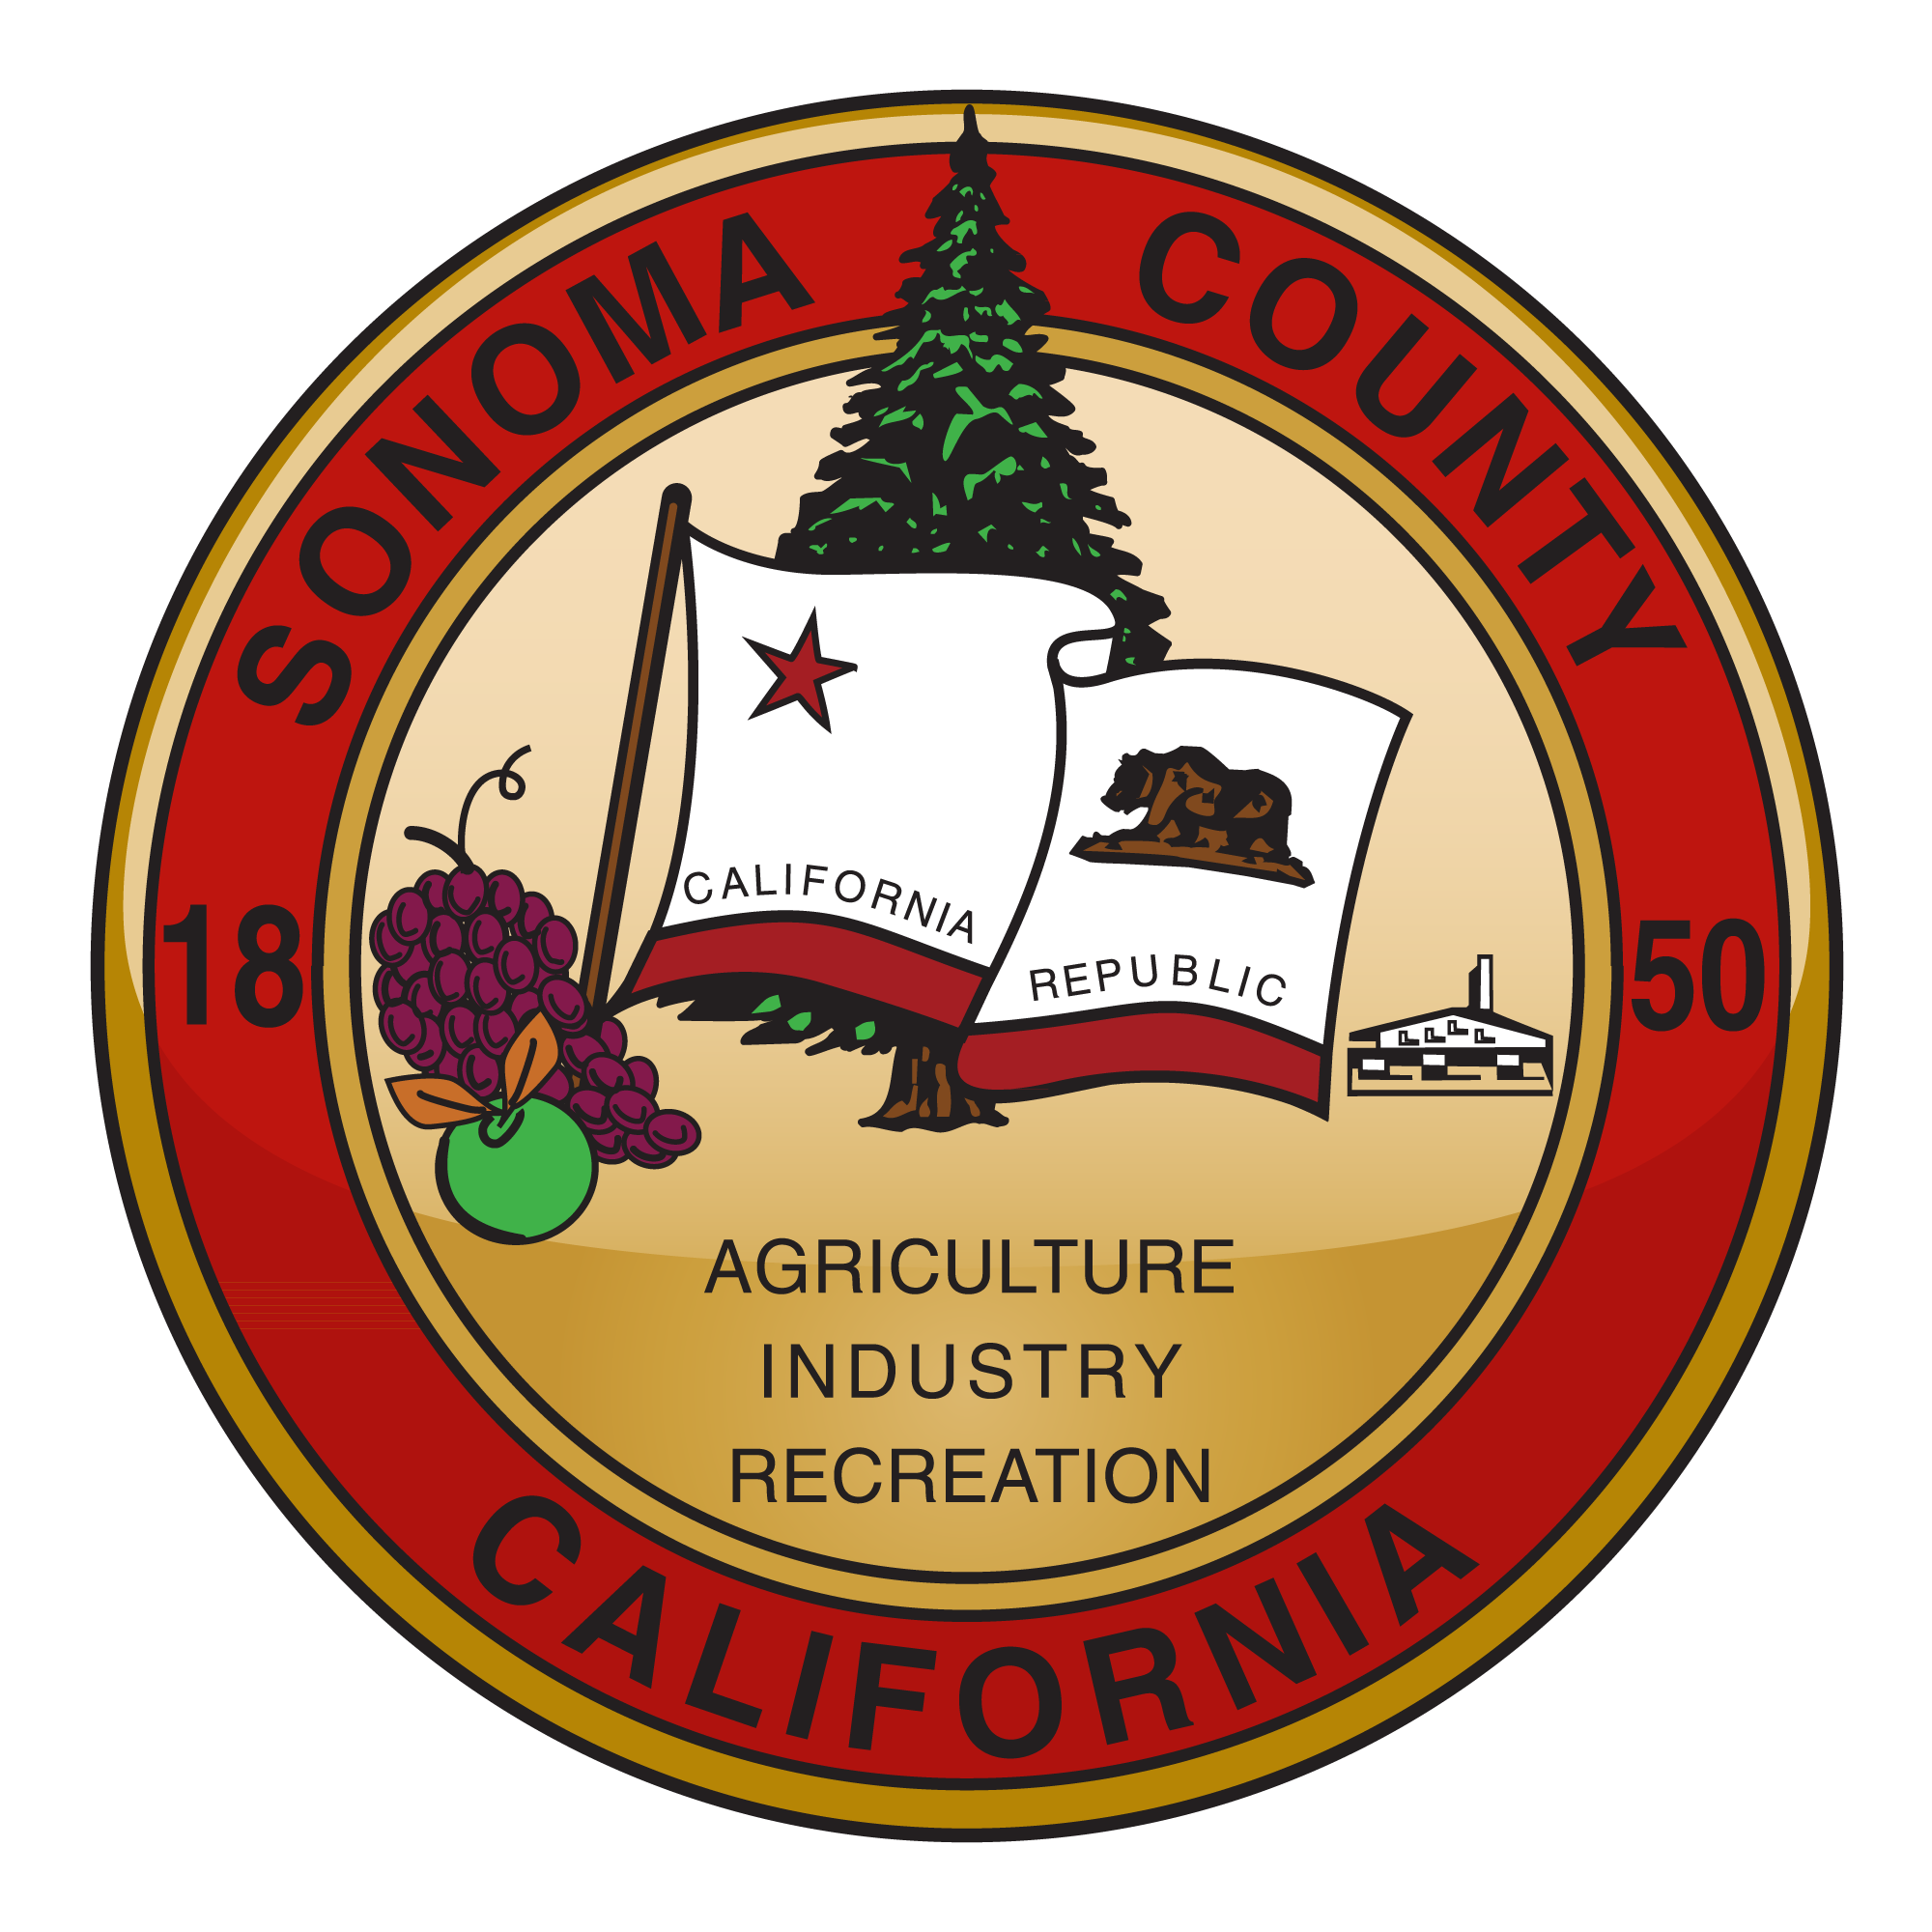 SONOMA COUNTY
18 50
CALIFORNIA
REPUBLIC
AGRICULTURE
INDUSTRY
RECREATION
CALIFORNIA